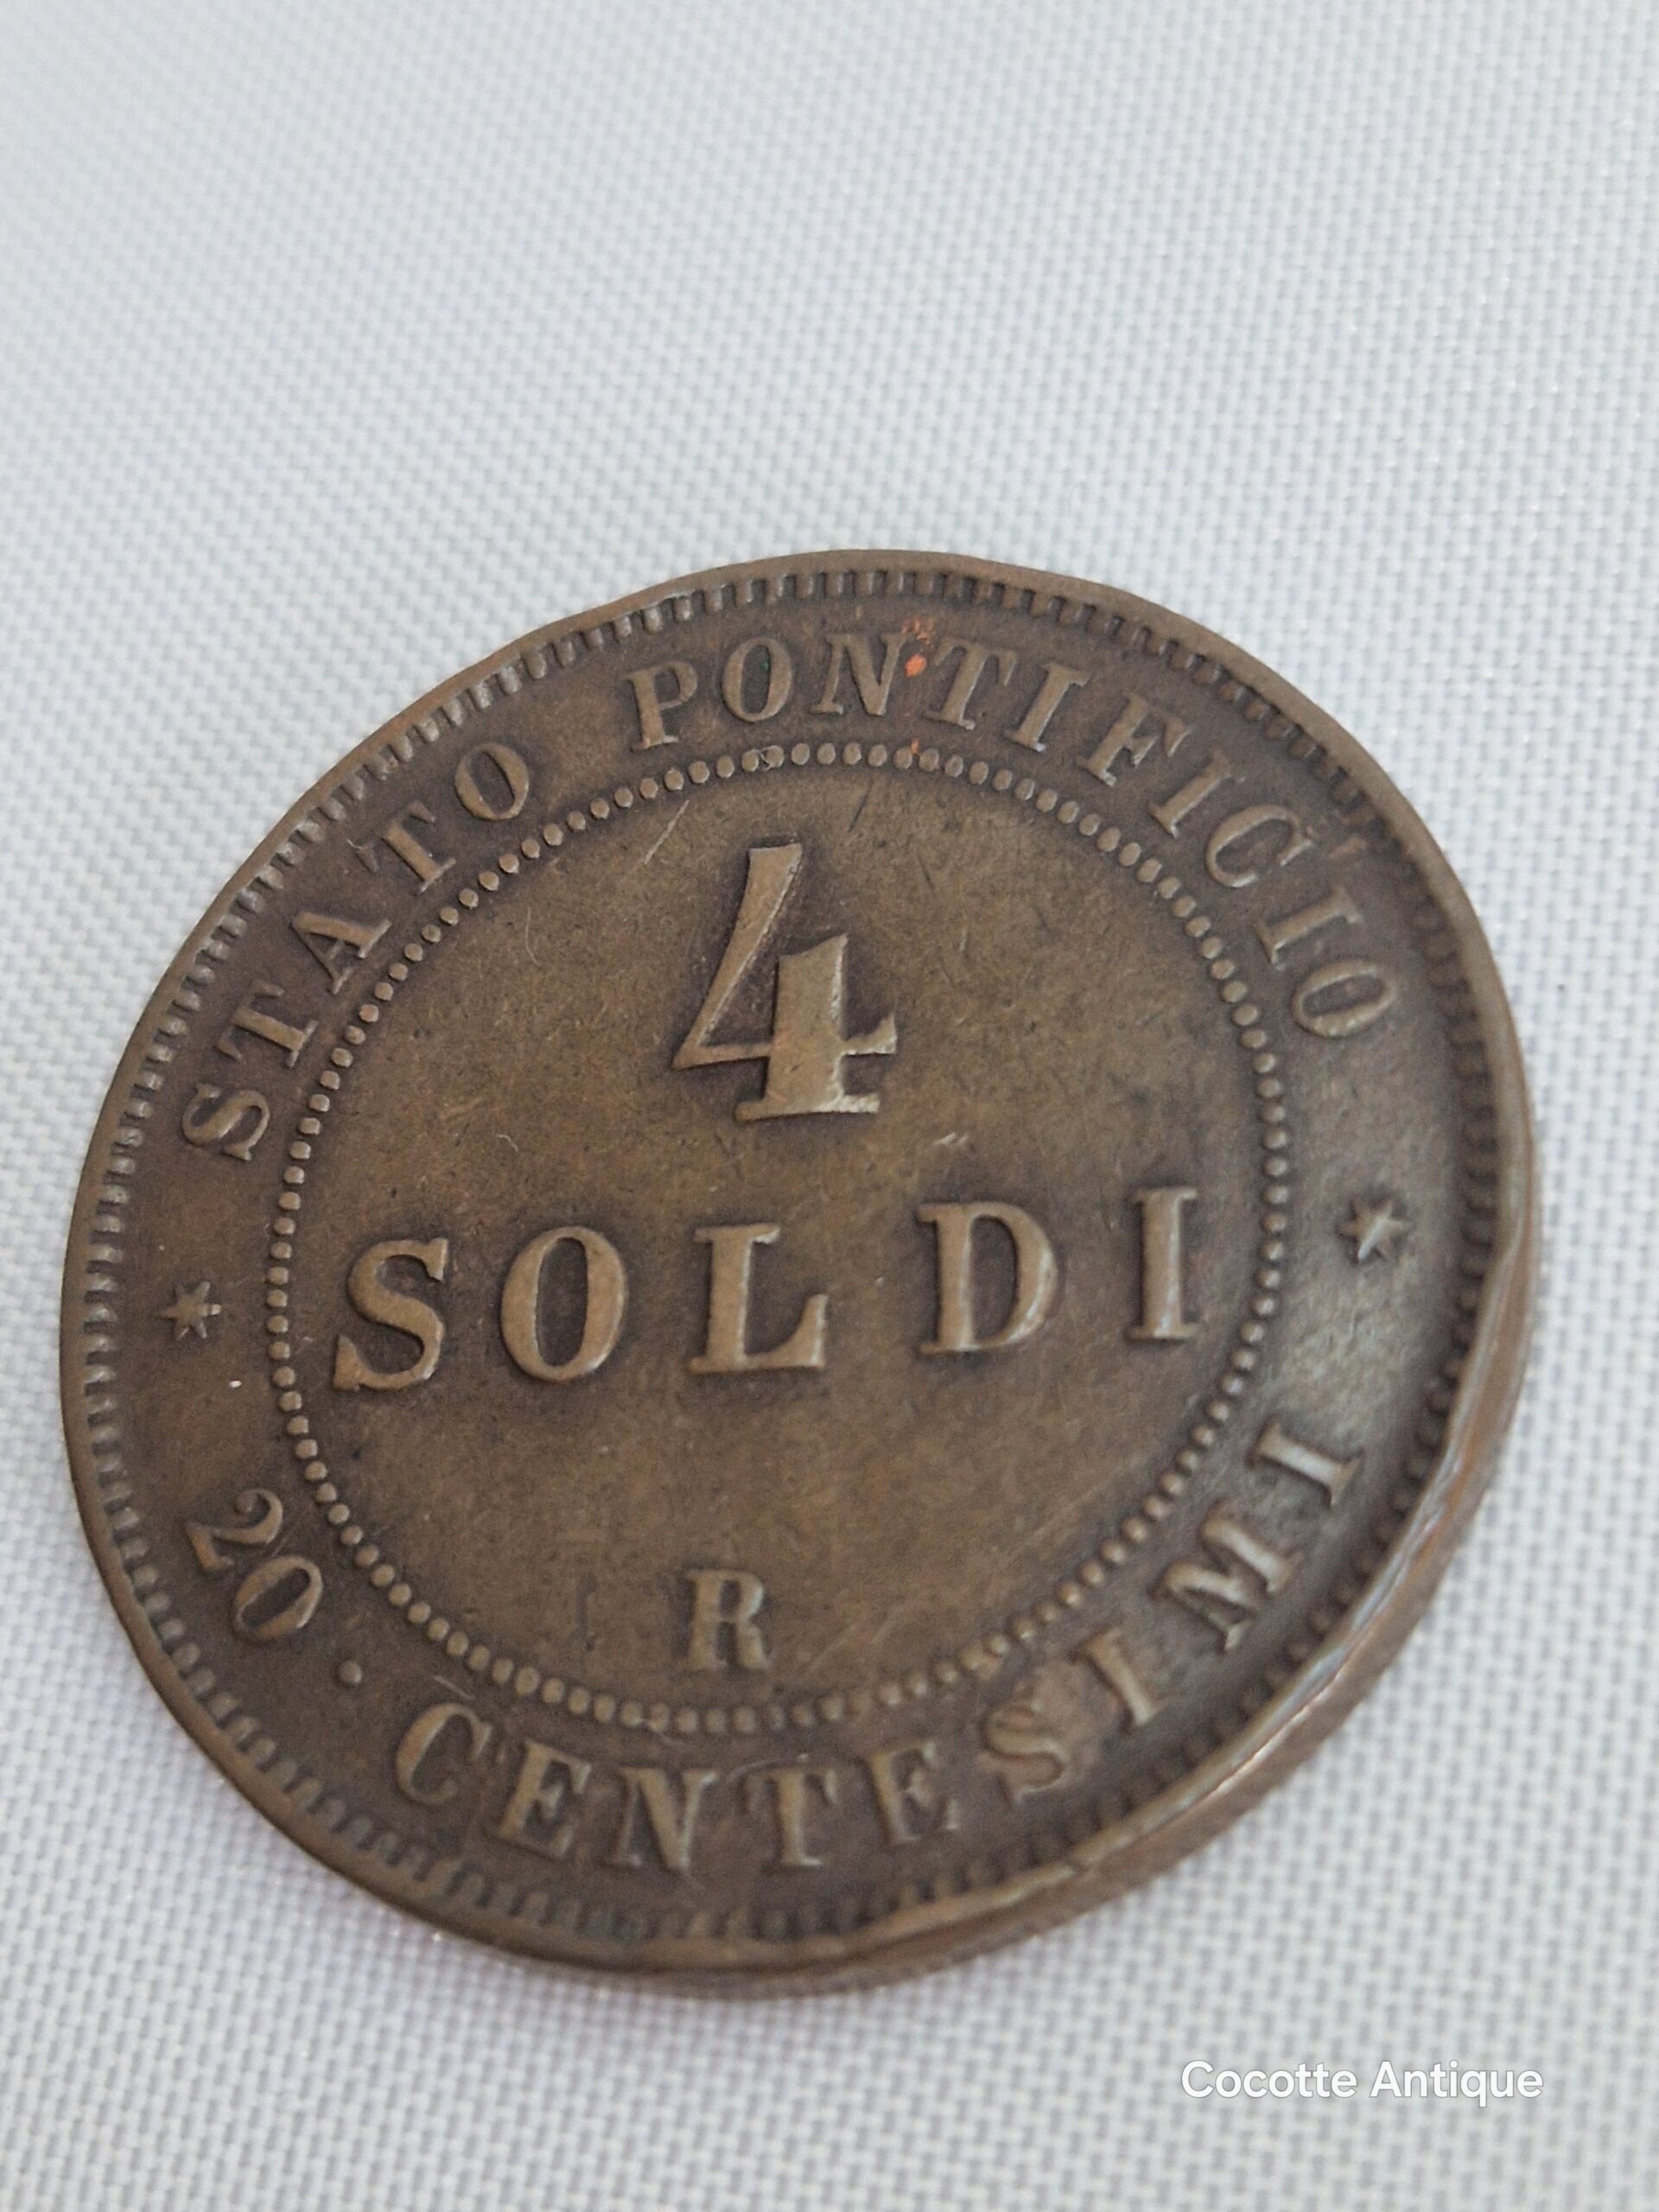 STATO PONTIFICIO
4
SOLDI
R
20 · CENTESIMI
Cocotte Antique